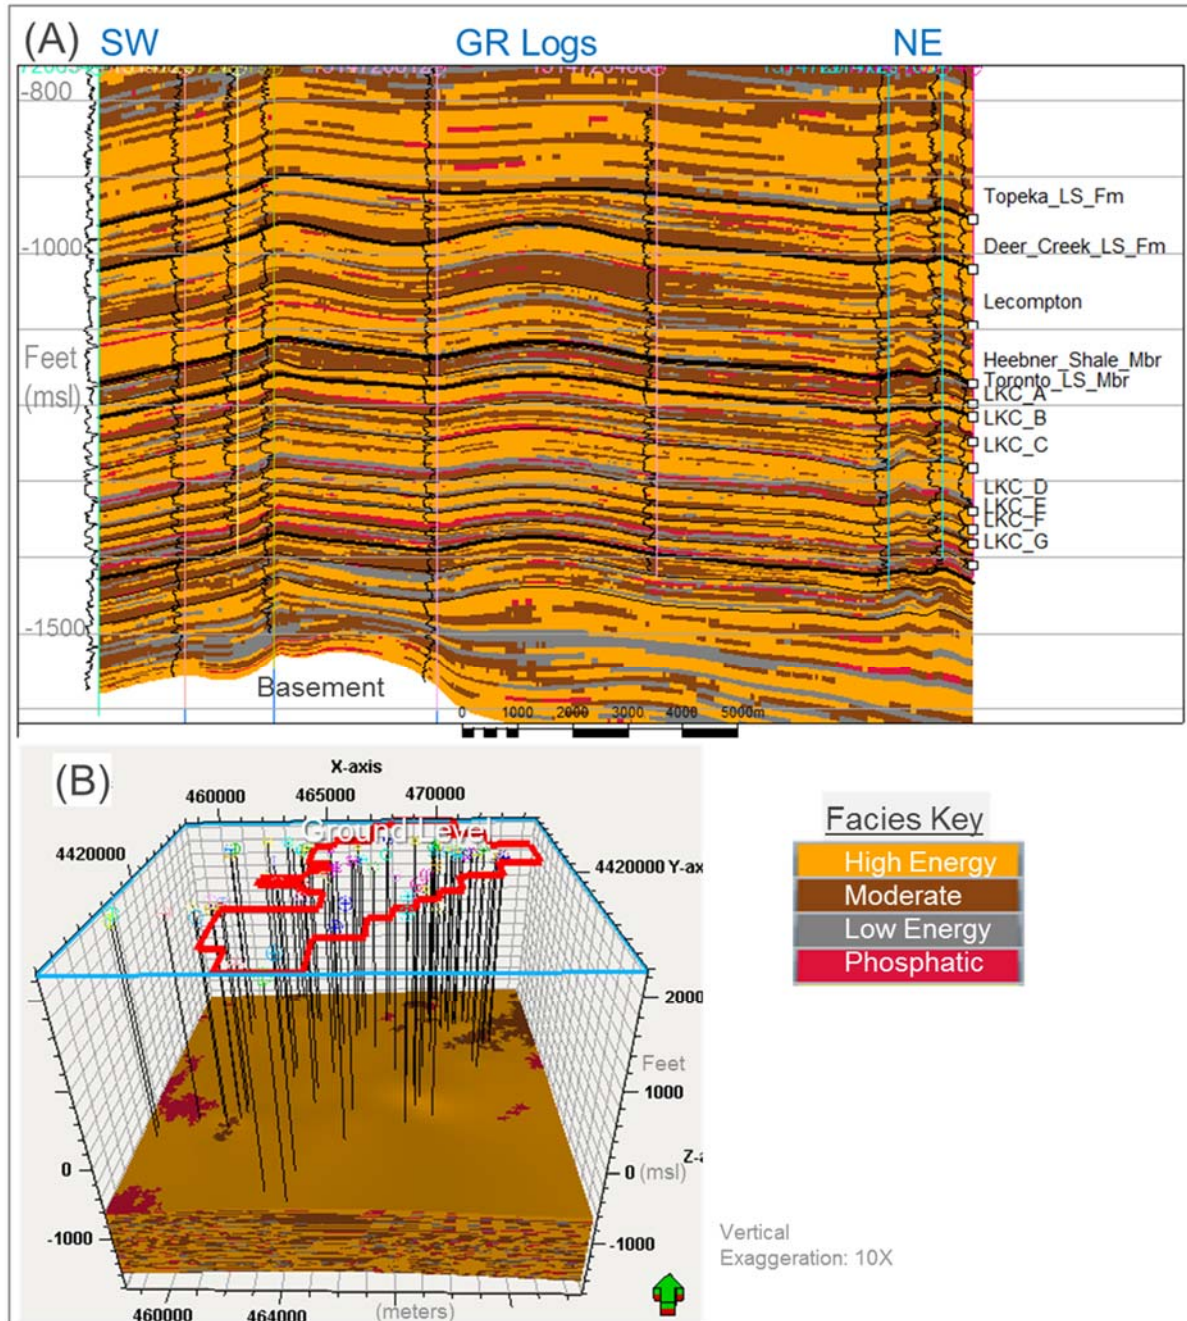 (A) SW GR Logs NE
-800
Topeka_LS_Fm
-1000
Deer_Creek_LS_Fm
Lecompton
Feet
(msl)
Heebner_Shale_Mbr
Toronto_LS_Mbr
LKC_A
LKC_B
LKC_C
LKC_D
LKC_E
LKC_F
LKC_G
-1500
Basement
0 1000 2000 3000 4000 5000m
(B)
X-axis
460000 465000 470000
Ground Level
4420000
4420000 Y-ax
2000
Feet
1000
0
0 (msl) Z-a
-1000
-1000
460000 464000 (meters)
Facies Key
High Energy
Moderate
Low Energy
Phosphatic
Vertical
Exaggeration: 10X